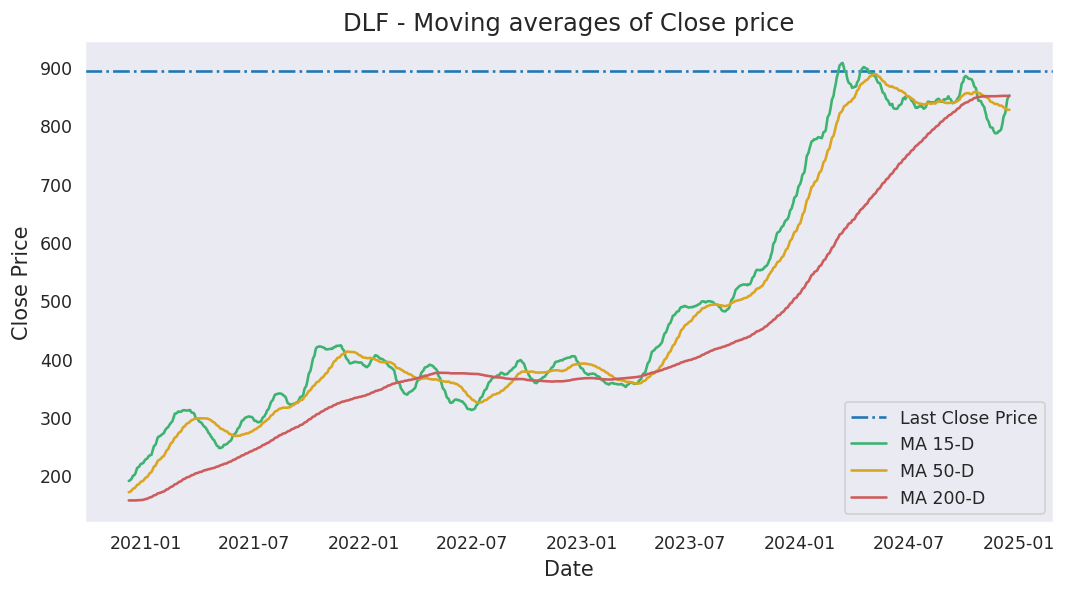 DLF - Moving averages of Close price
Close Price
900
800
700
600
500
400
300
200
Last Close Price
MA 15-D
MA 50-D
MA 200-D
2021-01 2021-07 2022-01 2022-07 2023-01 2023-07 2024-01 2024-07 2025-01
Date